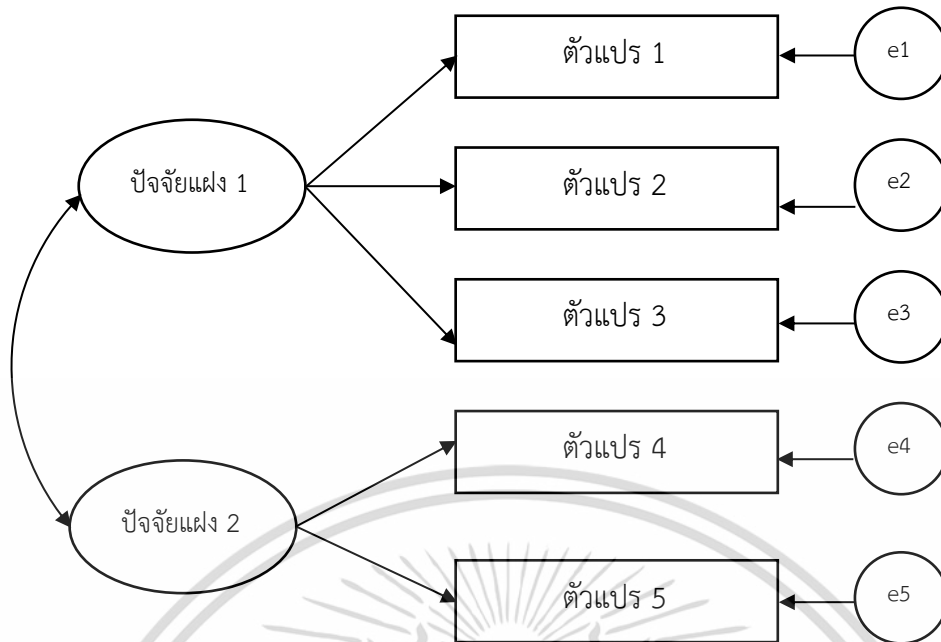 ตัวแปร 1
e1
ปัจจัยแฝง 1
ตัวแปร 2
e2
ตัวแปร 3
e3
ตัวแปร 4
e4
ปัจจัยแฝง 2
ตัวแปร 5
e5